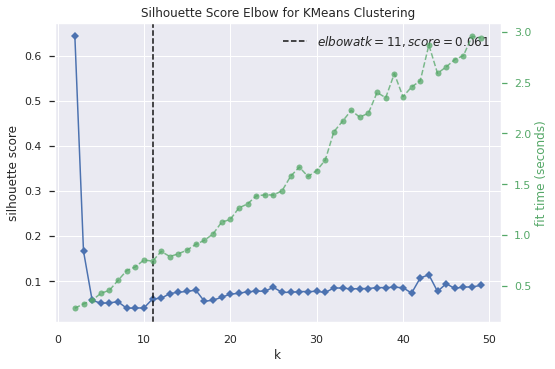 Silhouette Score Elbow for KMeans Clustering
elbowatk = 11, score = 0.061
silhouette score
0.6
0.5
0.4
0.3
0.2
0.1
fit time (seconds)
3.0
2.5
2.0
1.5
1.0
0.5
0 10 20 30 40 50
k